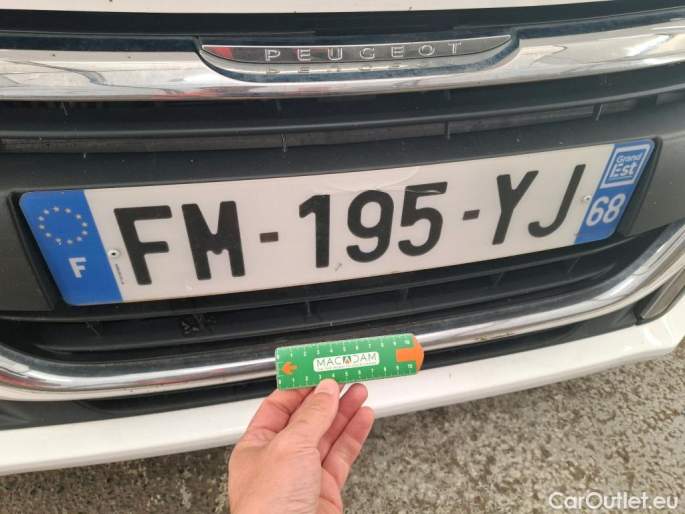 PEUGEOT
Grand
Est
F FM-195-YJ 68
MACADAM
CarOutlet.eu